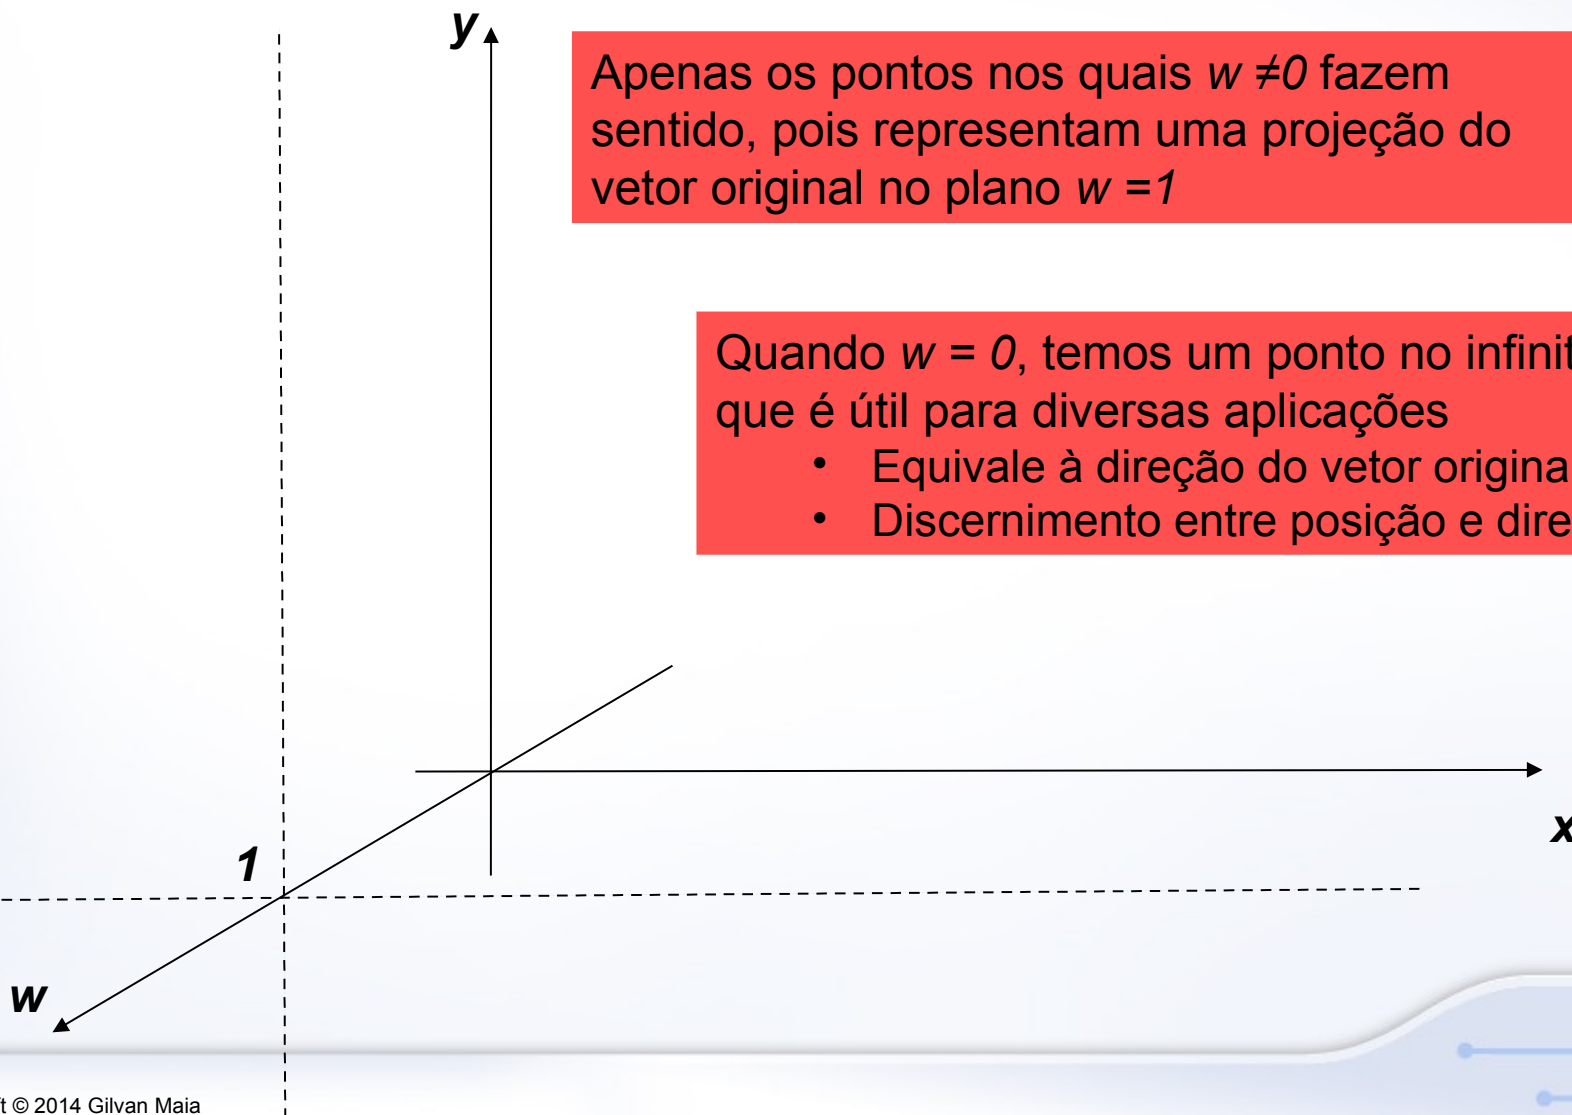 y
Apenas os pontos nos quais w ≠0 fazem
sentido, pois representam uma projeção do
vetor original no plano w =1
Quando w = 0, temos um ponto no infinit
que é útil para diversas aplicações
• Equivale à direção do vetor origina
• Discernimento entre posição e dire
x
1
w
t © 2014 Gilvan Maia